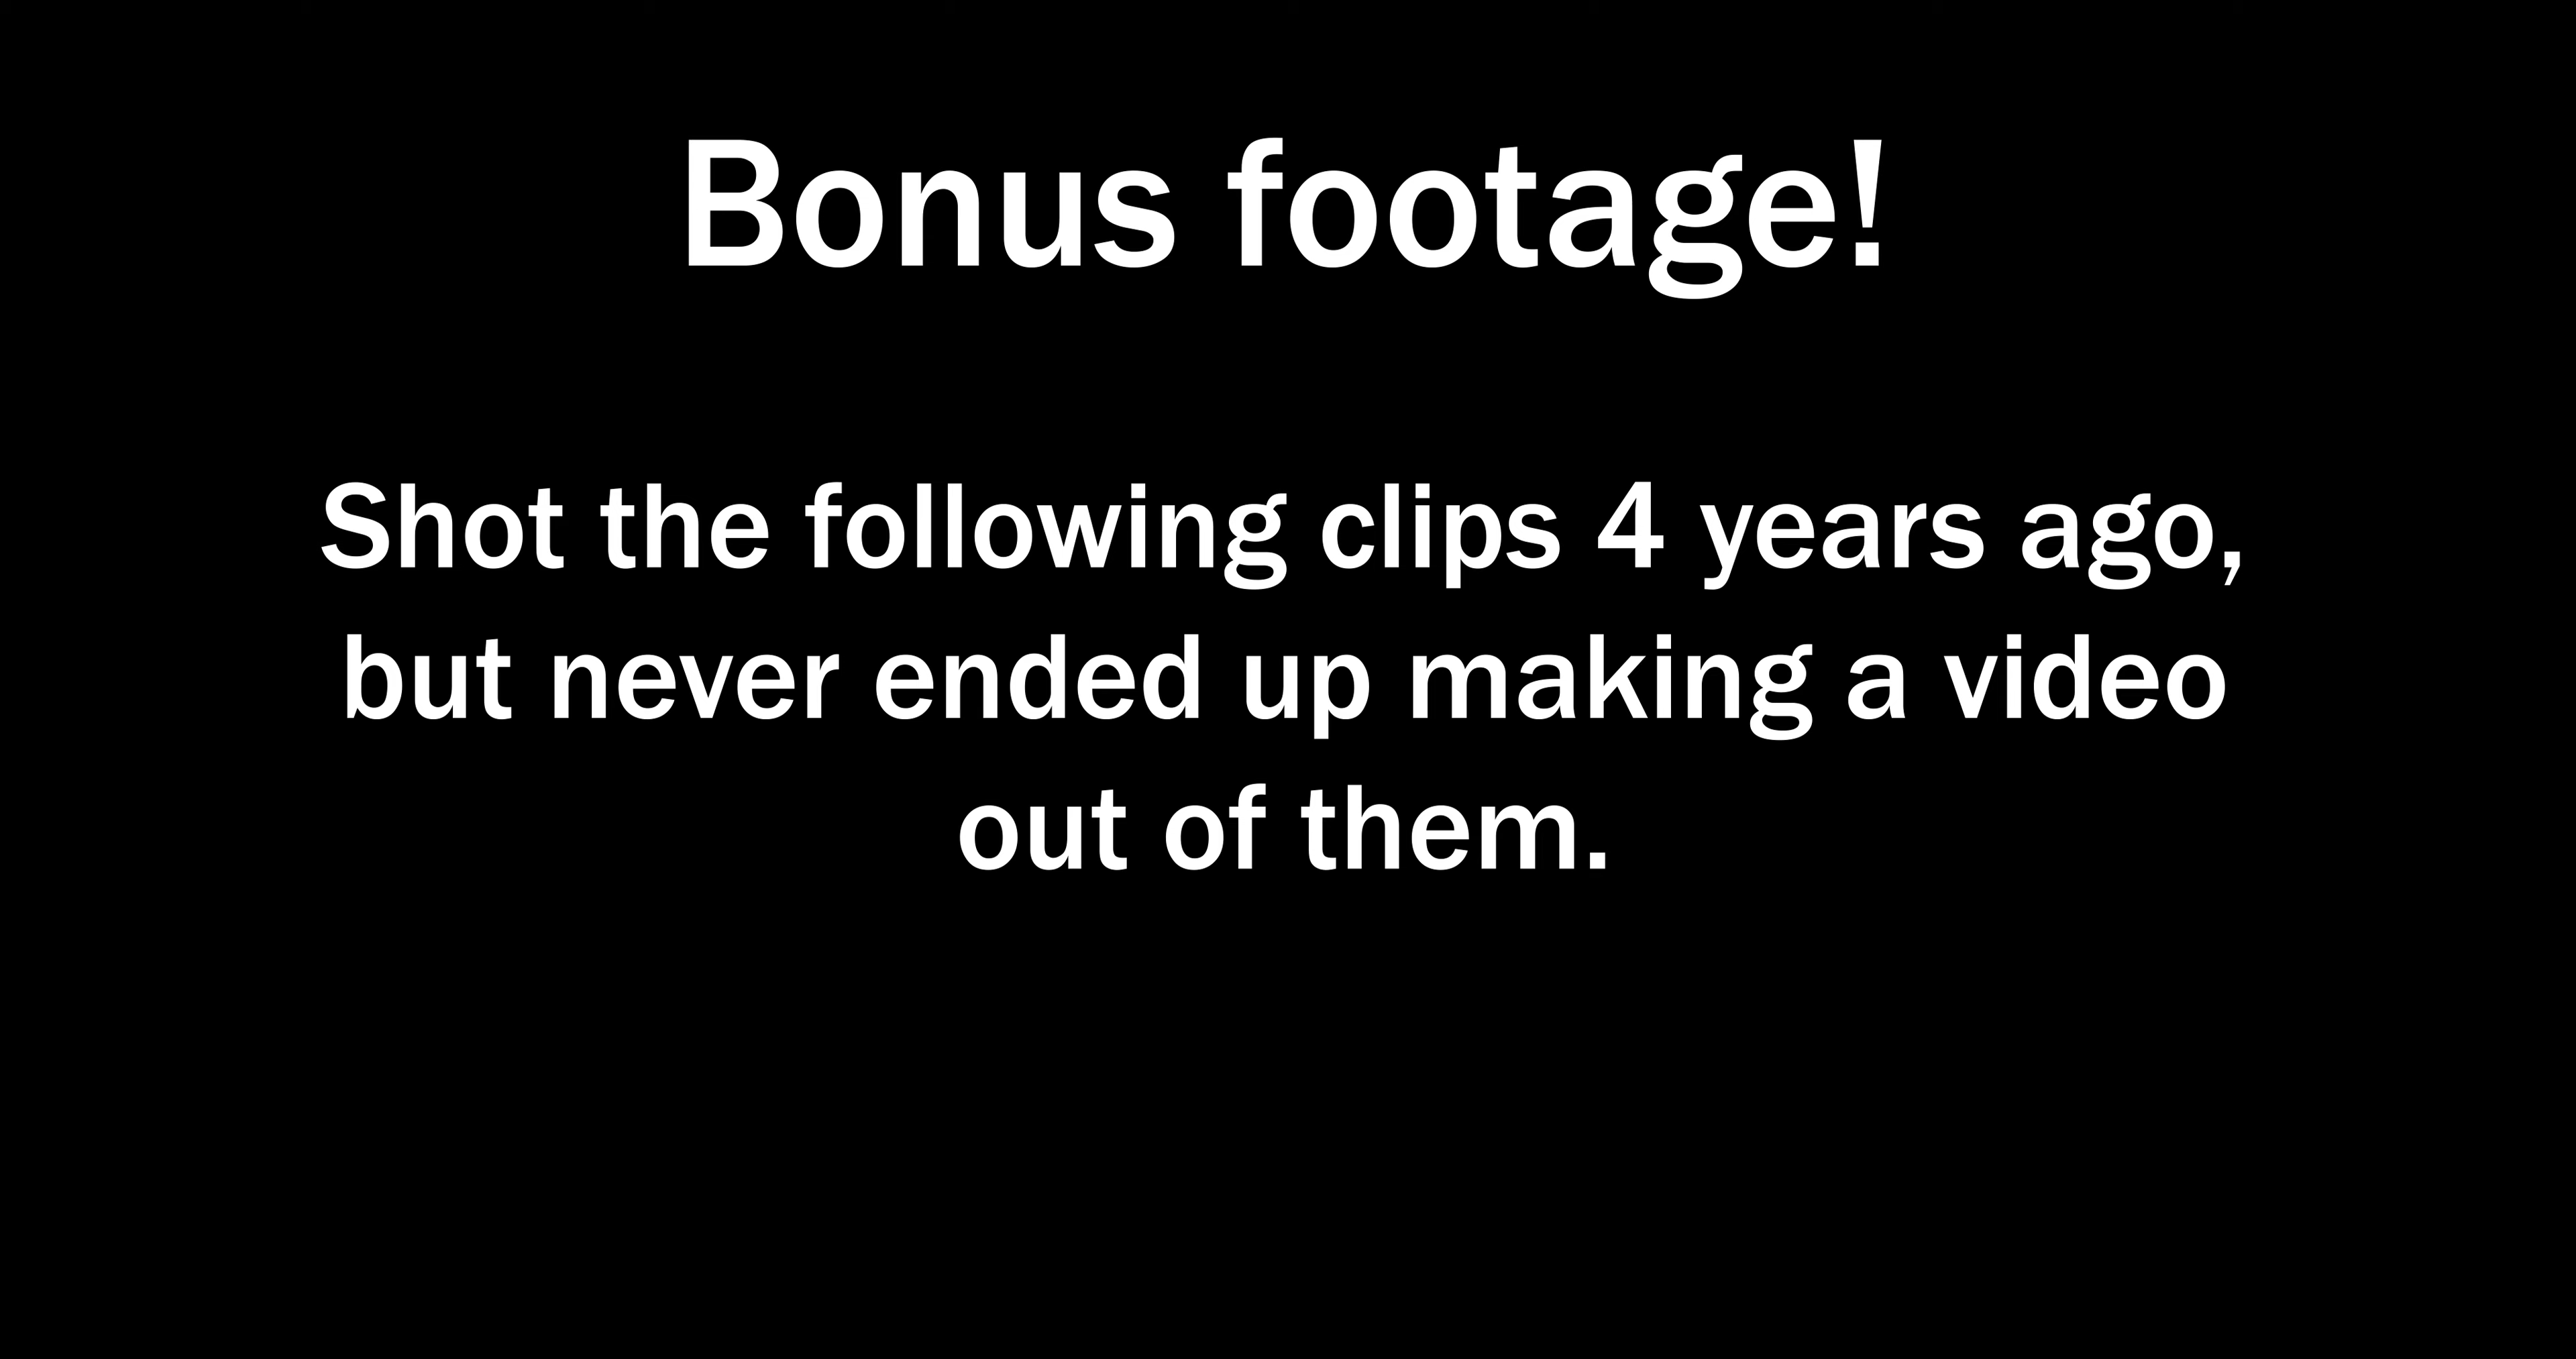 Bonus footage!
Shot the following clips 4 years ago,
but never ended up making a video
out of them.